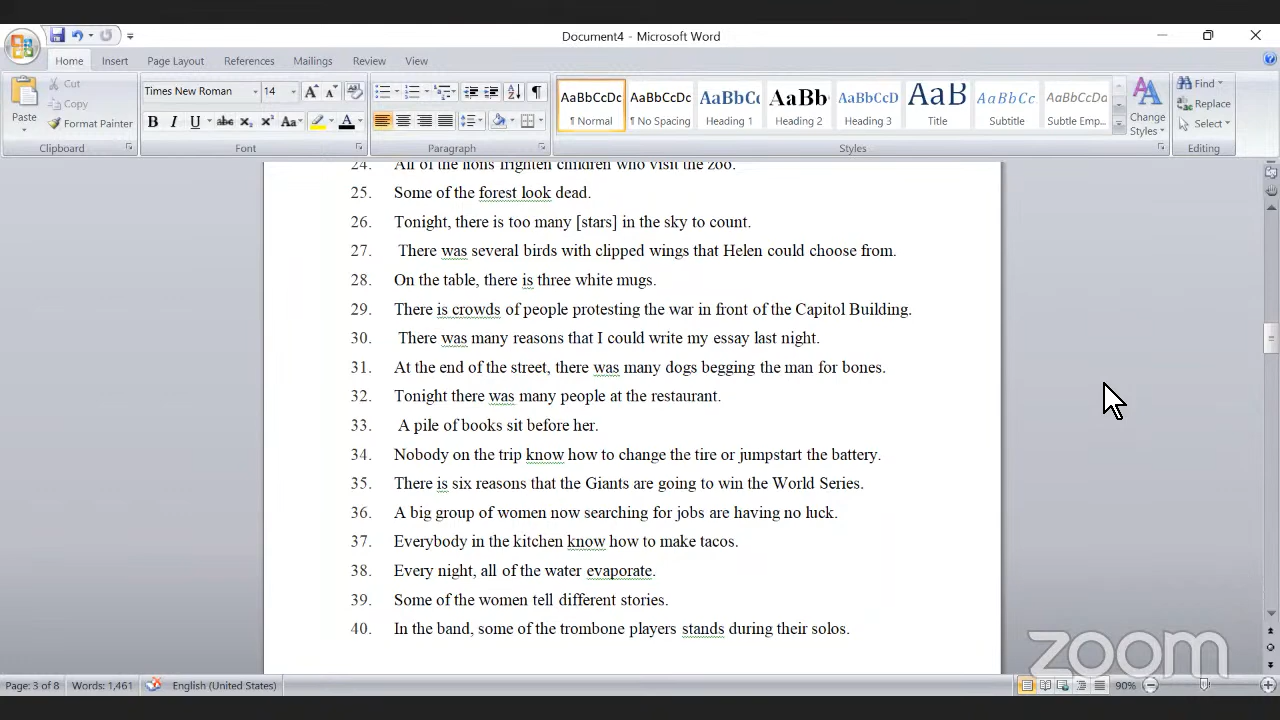 Document4 - Microsoft Word
Home Insert Page Layout References Mailings Review View
Paste
Cut
Copy
Format Painter
Clipboard
Times New Roman 14
Font
Paragraph
AaBbCcDc AaBbCcDc AaBbC AaBb AaBbCcD AaB AaBbCc AaBbCcDa
¶ Normal ¶ No Spacing Heading 1 Heading 2 Heading 3 Title Subtitle Subtle Emp...
Change Styles
Styles
Find
Replace
Select
Editing
24. All of the lions frighten children who visit the zoo.
25. Some of the forest look dead.
26. Tonight, there is too many [stars] in the sky to count.
27. There was several birds with clipped wings that Helen could choose from.
28. On the table, there is three white mugs.
29. There is crowds of people protesting the war in front of the Capitol Building.
30. There was many reasons that I could write my essay last night.
31. At the end of the street, there was many dogs begging the man for bones.
32. Tonight there was many people at the restaurant.
33. A pile of books sit before her.
34. Nobody on the trip know how to change the tire or jumpstart the battery.
35. There is six reasons that the Giants are going to win the World Series.
36. A big group of women now searching for jobs are having no luck.
37. Everybody in the kitchen know how to make tacos.
38. Every night, all of the water evaporate.
39. Some of the women tell different stories.
40. In the band, some of the trombone players stands during their solos.
zoom
Page: 3 of 8 Words: 1,461 English (United States) 90%